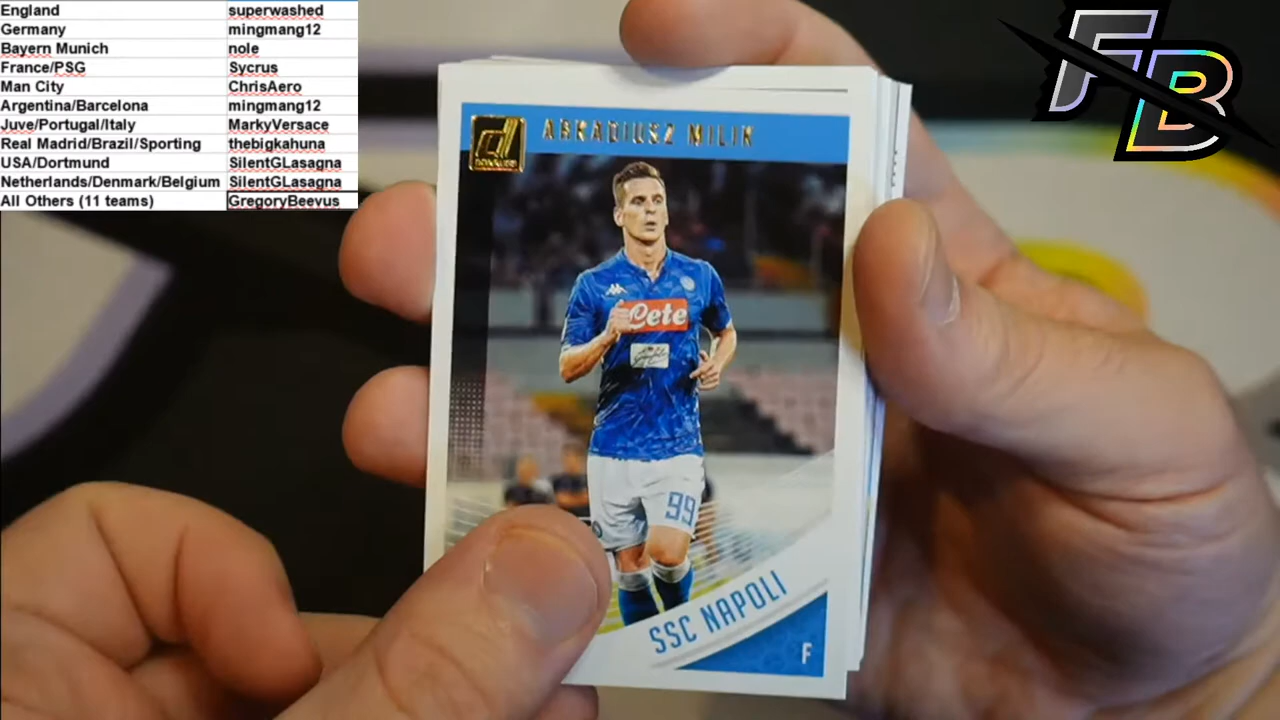 England superwashed
Germany mingmang12
Bayern Munich nole
France/PSG Sycrus
Man City ChrisAero
Argentina/Barcelona mingmang12
Juve/Portugal/Italy MarkyVersace
Real Madrid/Brazil/Sporting thebigkahuna
USA/Dortmund SilentGLasagna
Netherlands/Denmark/Belgium SilentGLasagna
All Others (11 teams) GregoryBeevus
FB
ARKADIUSZ MILIK
DONRUSS
Lete
99
SSC NAPOLI
F